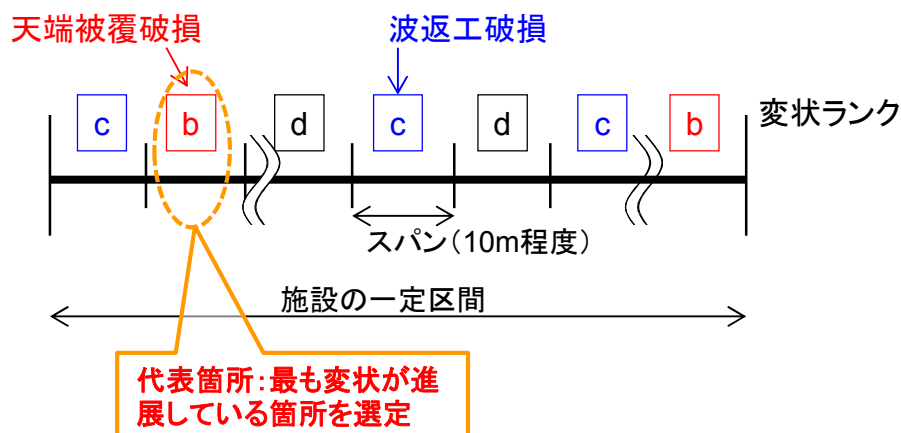 天端被覆破損
波返工破損
c b d c d c b 変状ランク
スパン（10m程度）
施設の一定区間
代表箇所：最も変状が進
展している箇所を選定